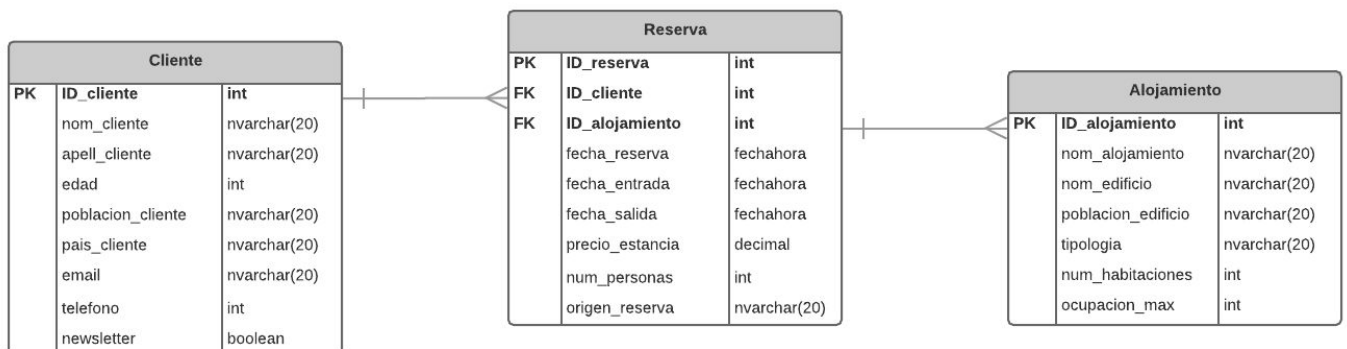 Cliente
PK ID_cliente int
nom_cliente nvarchar(20)
apell_cliente nvarchar(20)
edad int
poblacion_cliente nvarchar(20)
pais_cliente nvarchar(20)
email nvarchar(20)
telefono int
newsletter boolean
Reserva
PK ID_reserva int
FK ID_cliente int
FK ID_alojamiento int
fecha_reserva fechahora
fecha_entrada fechahora
fecha_salida fechahora
precio_estancia decimal
num_personas int
origen_reserva nvarchar(20)
Alojamiento
PK ID_alojamiento int
nom_alojamiento nvarchar(20)
nom_edificio nvarchar(20)
poblacion_edificio nvarchar(20)
tipologia nvarchar(20)
num_habitaciones int
ocupacion_max int